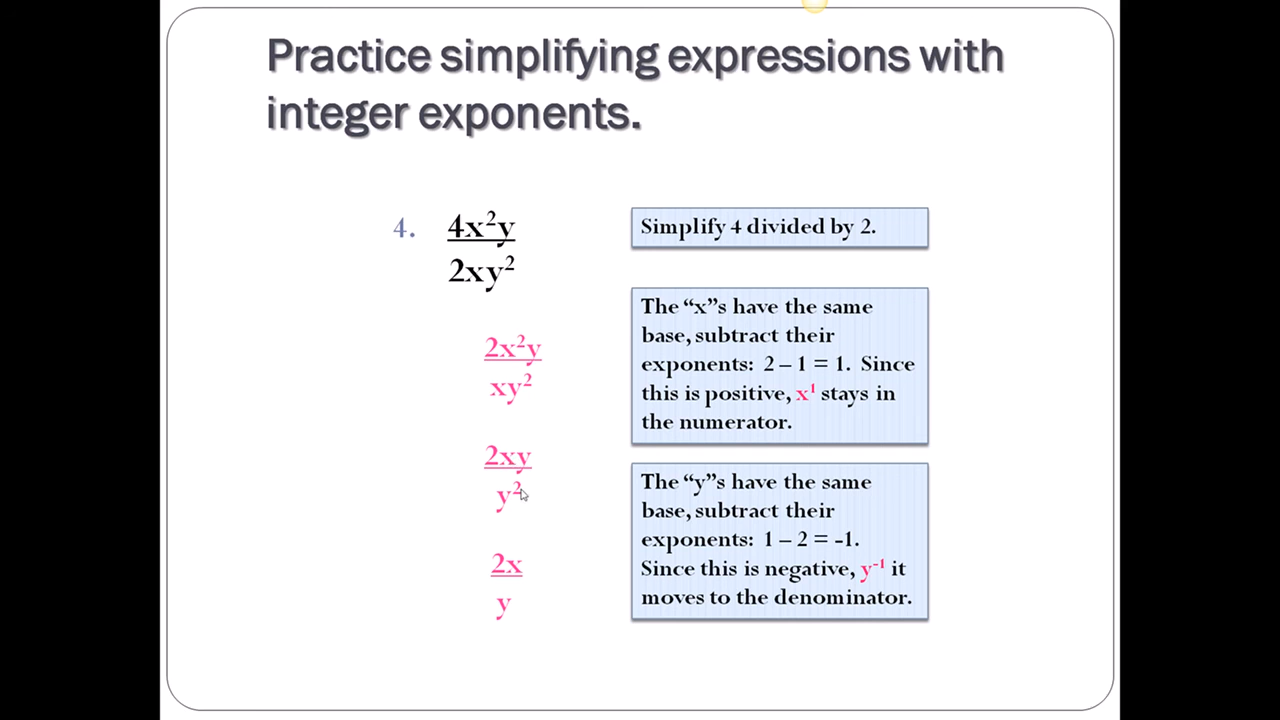 Practice simplifying expressions with
integer exponents.
4. 4x²y
2xy²
Simplify 4 divided by 2.
2x²y
xy²
The “x”s have the same
base, subtract their
exponents: 2 – 1 = 1. Since
this is positive, x¹ stays in
the numerator.
2xy
y²
The “y”s have the same
base, subtract their
exponents: 1 – 2 = -1.
Since this is negative, y⁻¹ it
moves to the denominator.
2x
y